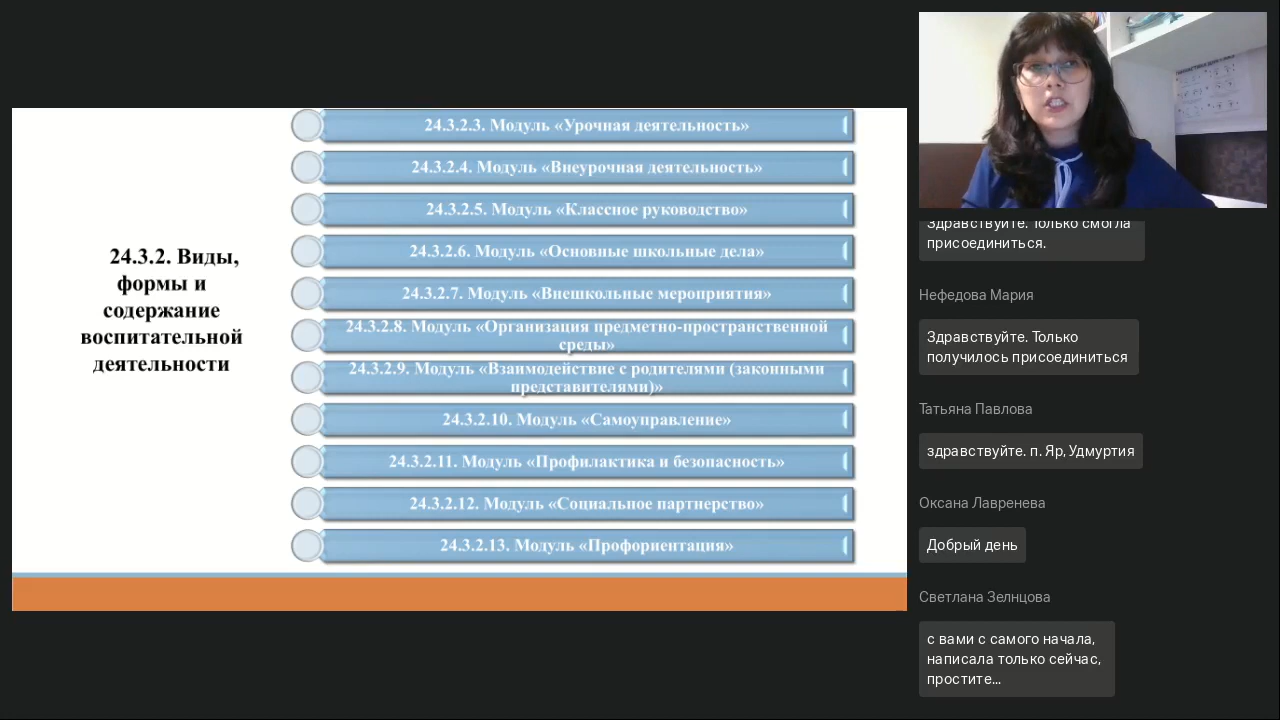 24.3.2. Виды,
формы и
содержание
воспитательной
деятельности
24.3.2.3. Модуль «Урочная деятельность»
24.3.2.4. Модуль «Внеурочная деятельность»
24.3.2.5. Модуль «Классное руководство»
24.3.2.6. Модуль «Основные школьные дела»
24.3.2.7. Модуль «Внешкольные мероприятия»
24.3.2.8. Модуль «Организация предметно-пространственной
среды»
24.3.2.9. Модуль «Взаимодействие с родителями (законными
представителями)»
24.3.2.10. Модуль «Самоуправление»
24.3.2.11. Модуль «Профилактика и безопасность»
24.3.2.12. Модуль «Социальное партнерство»
24.3.2.13. Модуль «Профориентация»
Здравствуйте. Только смогла
присоединиться.
Нефедова Мария
Здравствуйте. Только
получилось присоединиться
Татьяна Павлова
здравствуйте. п. Яр, Удмуртия
Оксана Лавренева
Добрый день
Светлана Зелнцова
с вами с самого начала,
написала только сейчас,
простите...